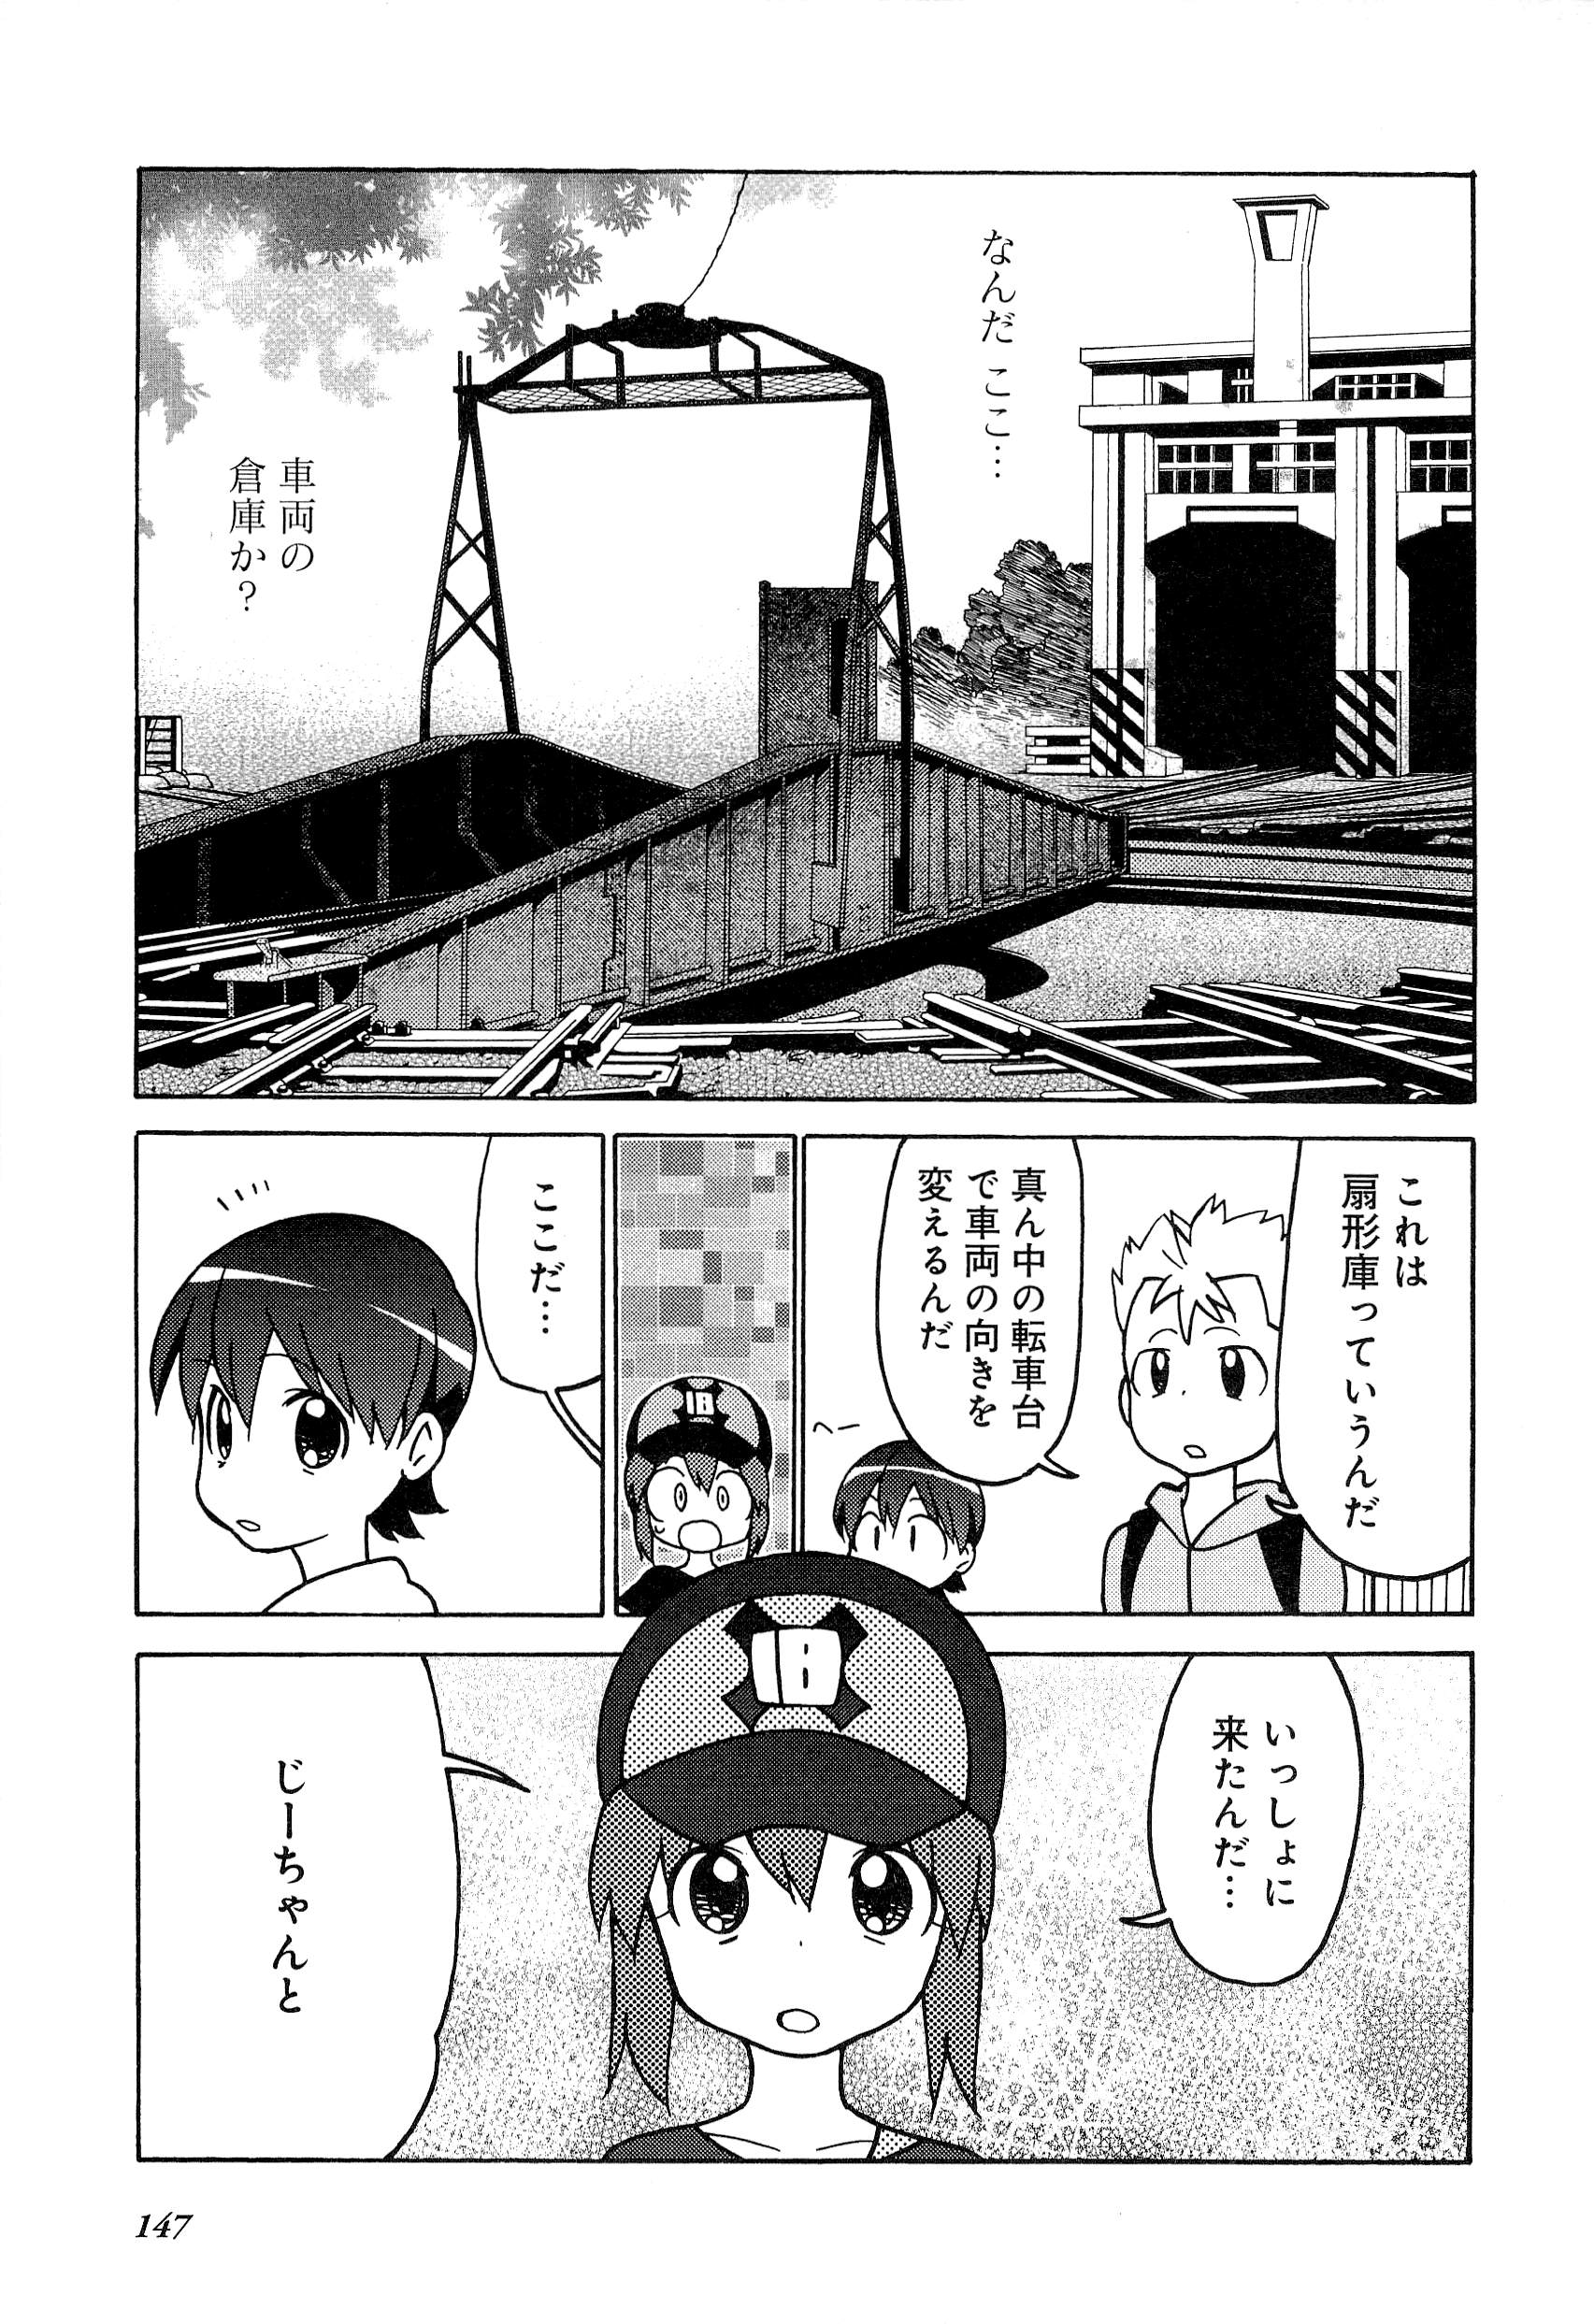 なんだ ここ…
車両の
倉庫か？
これは
扇形庫っていうんだ
真ん中の転車台
で車両の向きを
変えるんだ
へー
ここだ…
いっしょに
来たんだ…
じーちゃんと
147